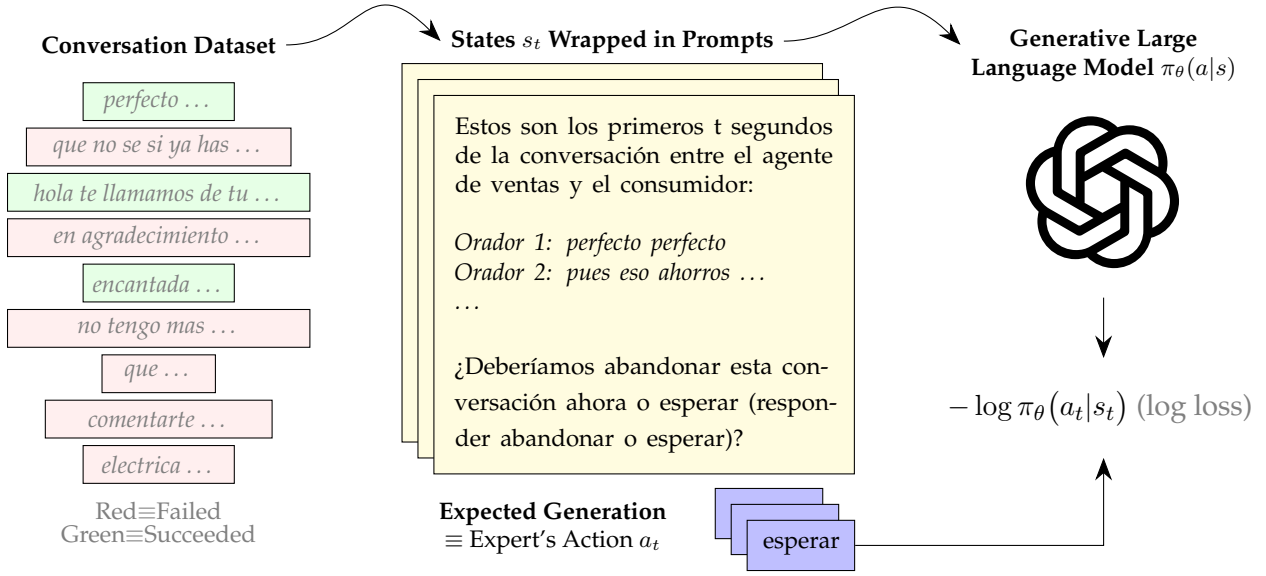 Conversation Dataset
perfecto ...
que no se si ya has ...
hola te llamamos de tu ...
en agradecimiento ...
encantada ...
no tengo mas ...
que ...
comentarte ...
electrica ...
Red≡Failed
Green≡Succeeded
States s_t Wrapped in Prompts
Estos son los primeros t segundos
de la conversación entre el agente
de ventas y el consumidor:
Orador 1: perfecto perfecto
Orador 2: pues eso ahorros ...
...
¿Deberíamos abandonar esta con-
versación ahora o esperar (respon-
der abandonar o esperar)?
Expected Generation
≡ Expert's Action a_t
esperar
Generative Large
Language Model π_θ(a|s)
− log π_θ(a_t|s_t) (log loss)